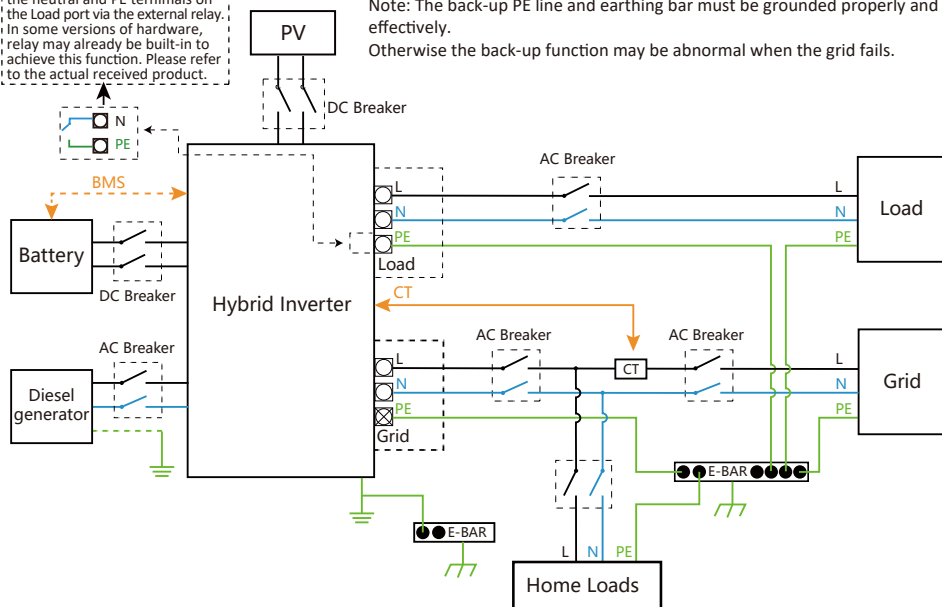 the neutral and PE terminals on
the Load port via the external relay.
In some versions of hardware,
relay may already be built-in to
achieve this function. Please refer
to the actual received product.
Note: The back-up PE line and earthing bar must be grounded properly and
effectively.
Otherwise the back-up function may be abnormal when the grid fails.
PV
DC Breaker
N
PE
BMS
Battery
DC Breaker
AC Breaker
Diesel
generator
Hybrid Inverter
L
N
PE
Load
CT
L
N
PE
Grid
AC Breaker
L
N
PE
Load
AC Breaker
CT
AC Breaker
L
N
PE
Grid
E-BAR
E-BAR
L N PE
Home Loads